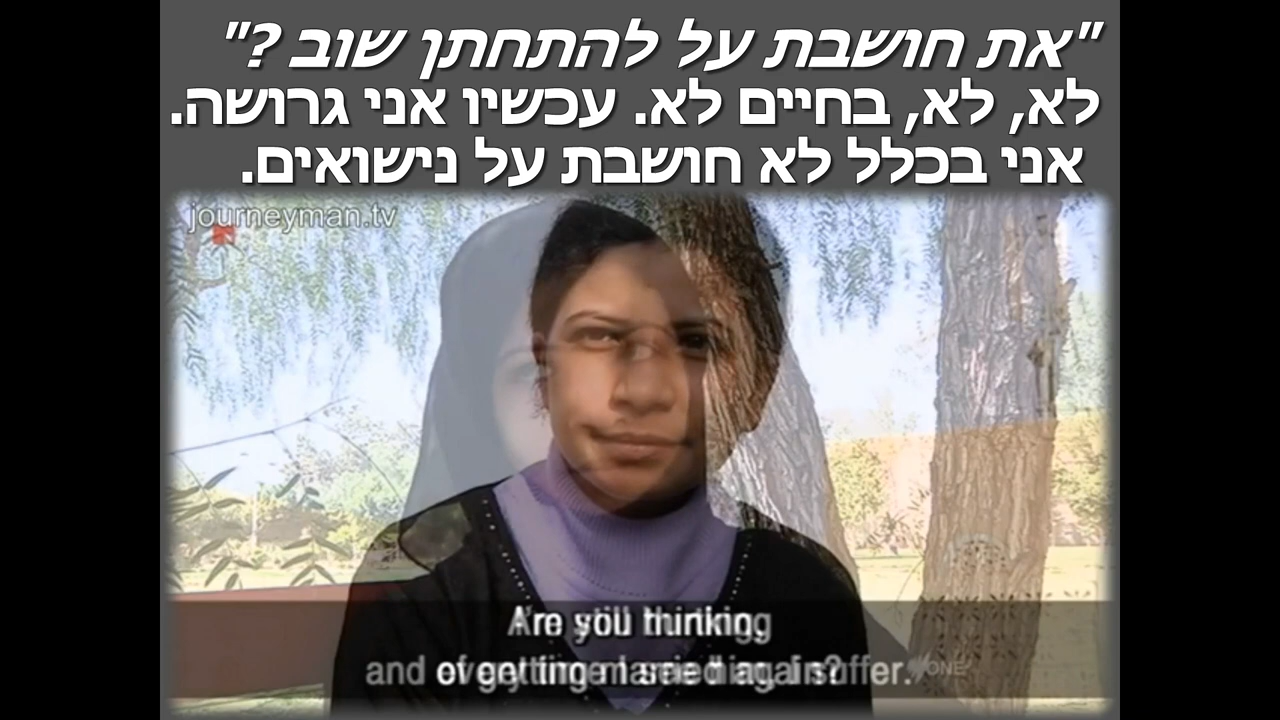 "את חושבת על להתחתן שוב ?"
לא, לא, בחיים לא. עכשיו אני גרושה.
אני בכלל לא חושבת על נישואים.
journeyman.tv
Are you thinking,
of getting married again?
ONE